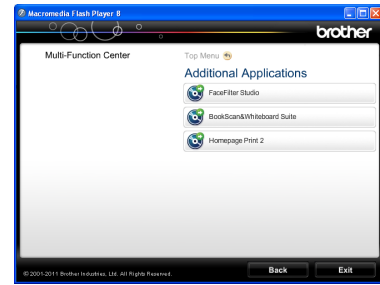 Macromedia Flash Player 8
brother
Multi-Function Center
Top Menu
Additional Applications
FaceFilter Studio
BookScan&Whiteboard Suite
Homepage Print 2
© 2001-2011 Brother Industries, Ltd. All Rights Reserved.
Back
Exit